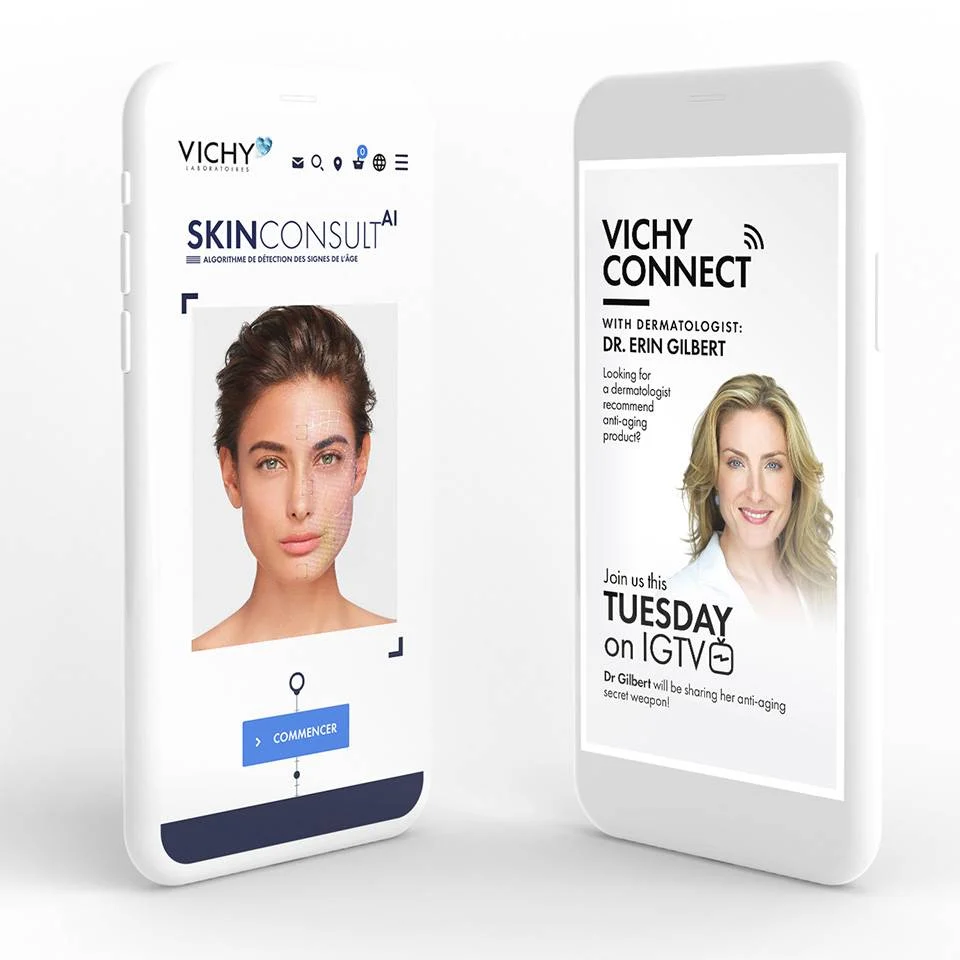 VICHY
LABORATOIRES
0
SKINCONSULT AI
ALGORITHME DE DÉTECTION DES SIGNES DE L'ÂGE
COMMENCER
VICHY
CONNECT
WITH DERMATOLOGIST:
DR. ERIN GILBERT
Looking for
a dermatologist
recommend
anti-aging
product?
Join us this
TUESDAY
on IGTV
Dr Gilbert will be sharing her anti-aging
secret weapon!